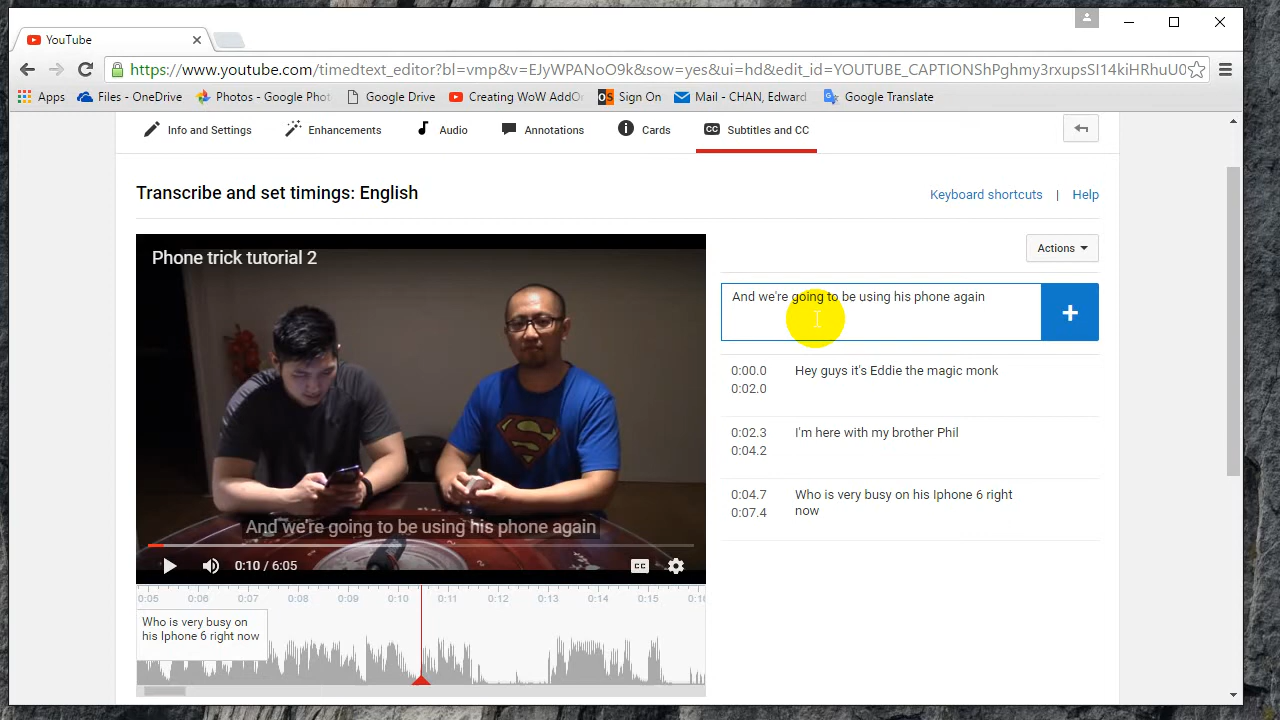 YouTube
https://www.youtube.com/timedtext_editor?bl=vmp&v=EJyWPANoO9k&sow=yes&ui=hd&edit_id=YOUTUBE_CAPTIONShPghmy3rxupsSI14kiHRhuU0
Apps Files - OneDrive Photos - Google Phot Google Drive Creating WoW AddOn Sign On Mail - CHAN, Edward Google Translate
Info and Settings Enhancements Audio Annotations Cards CC Subtitles and CC
Transcribe and set timings: English
Keyboard shortcuts | Help
Phone trick tutorial 2
Actions
And we're going to be using his phone again
+
0:00.0 Hey guys it's Eddie the magic monk
0:02.0
0:02.3 I'm here with my brother Phil
0:04.2
0:04.7 Who is very busy on his Iphone 6 right
0:07.4 now
And we're going to be using his phone again
0:10 / 6:05 CC
0:05 0:06 0:07 0:08 0:09 0:10 0:11 0:12 0:13 0:14 0:15 0:16
Who is very busy on
his Iphone 6 right now